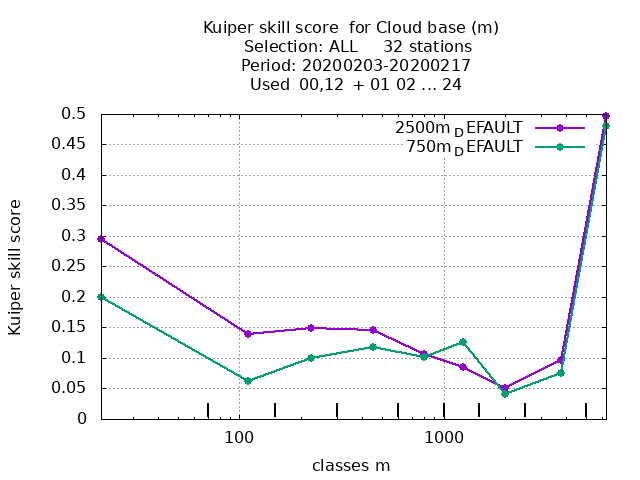 Kuiper skill score  for Cloud base (m)
Selection: ALL     32 stations
Period: 20200203-20200217
Used  00,12  + 01 02 ... 24
2500m_DEFAULT
750m_DEFAULT
0.5
0.45
0.4
0.35
0.3
0.25
0.2
0.15
0.1
0.05
0
Kuiper skill score
100
1000
classes m